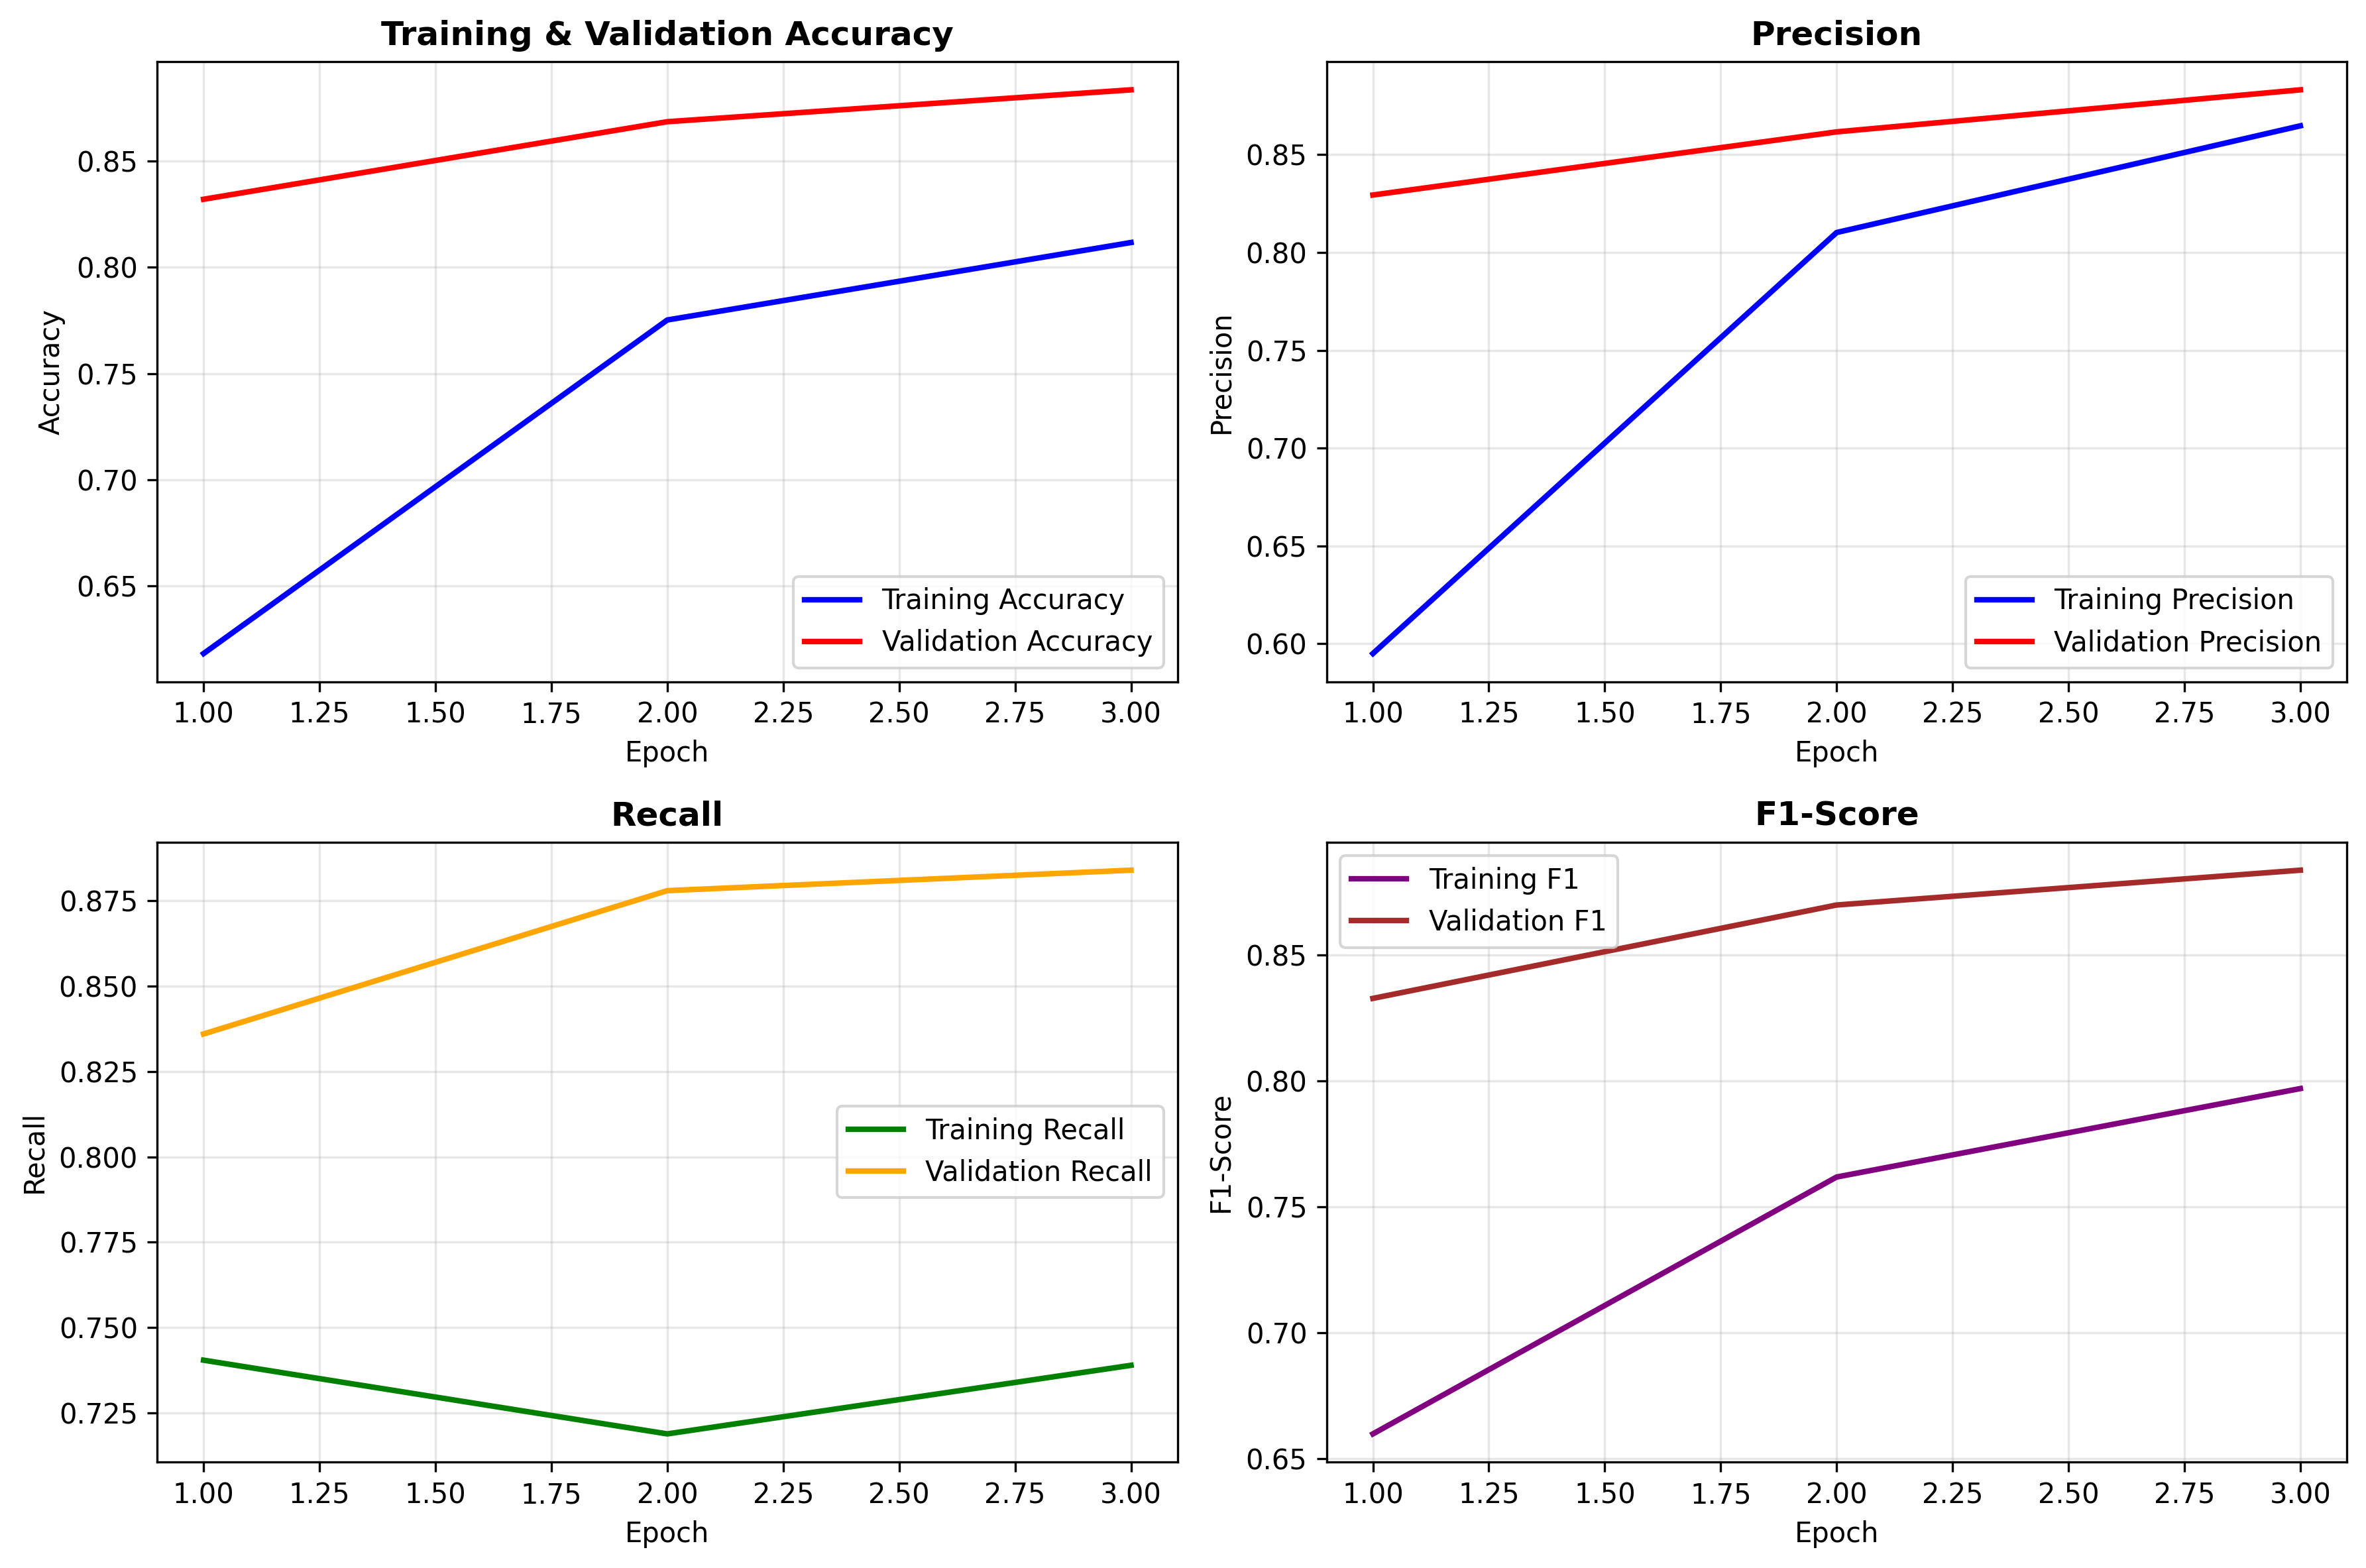 Training & Validation Accuracy
Accuracy
0.85
0.80
0.75
0.70
0.65
Training Accuracy
Validation Accuracy
1.00 1.25 1.50 1.75 2.00 2.25 2.50 2.75 3.00
Epoch
Precision
Precision
0.85
0.80
0.75
0.70
0.65
0.60
Training Precision
Validation Precision
1.00 1.25 1.50 1.75 2.00 2.25 2.50 2.75 3.00
Epoch
Recall
Recall
0.875
0.850
0.825
0.800
0.775
0.750
0.725
Training Recall
Validation Recall
1.00 1.25 1.50 1.75 2.00 2.25 2.50 2.75 3.00
Epoch
F1-Score
F1-Score
Training F1
Validation F1
0.85
0.80
0.75
0.70
0.65
1.00 1.25 1.50 1.75 2.00 2.25 2.50 2.75 3.00
Epoch